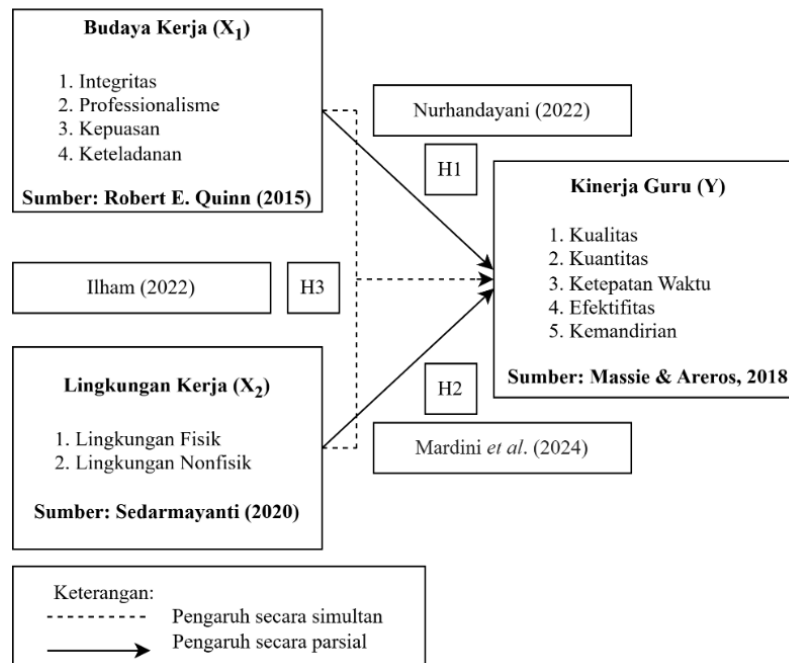 Budaya Kerja (X1)
1. Integritas
2. Professionalisme
3. Kepuasan
4. Keteladanan
Sumber: Robert E. Quinn (2015)
Nurhandayani (2022)
H1
Kinerja Guru (Y)
1. Kualitas
2. Kuantitas
3. Ketepatan Waktu
4. Efektifitas
5. Kemandirian
Sumber: Massie & Areros, 2018
Ilham (2022)
H3
Lingkungan Kerja (X2)
1. Lingkungan Fisik
2. Lingkungan Nonfisik
Sumber: Sedarmayanti (2020)
H2
Mardini et al. (2024)
Keterangan:
Pengaruh secara simultan
Pengaruh secara parsial